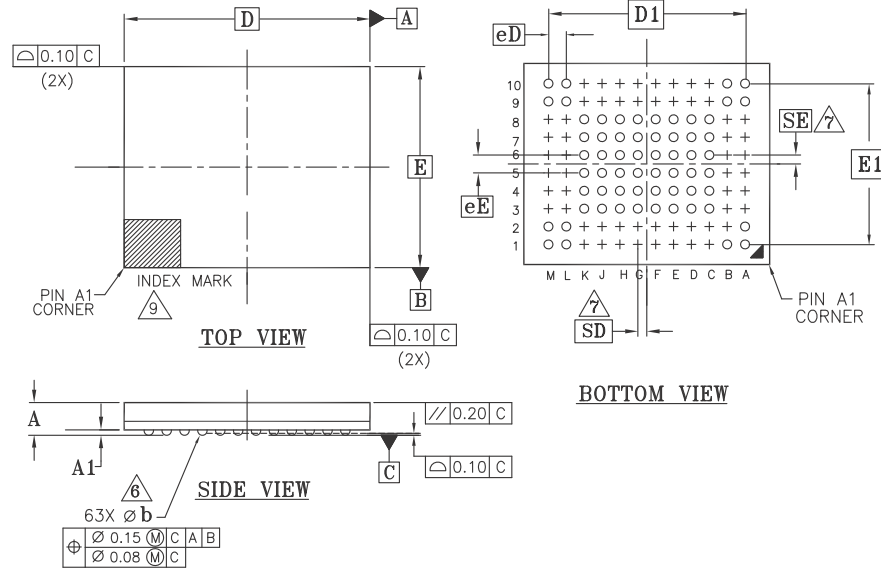 D
A
⌓ 0.10 C
(2X)
E
INDEX MARK
9
PIN A1
CORNER
B
⌓ 0.10 C
(2X)
TOP VIEW
D1
eD
10
9
8
7
6
5
4
3
2
1
SE 7
E1
eE
M L K J H G F E D C B A
7
SD
PIN A1
CORNER
BOTTOM VIEW
A
A1
// 0.20 C
C
⌓ 0.10 C
6
SIDE VIEW
63X Ø b
⌖ Ø 0.15 Ⓜ C A B
Ø 0.08 Ⓜ C